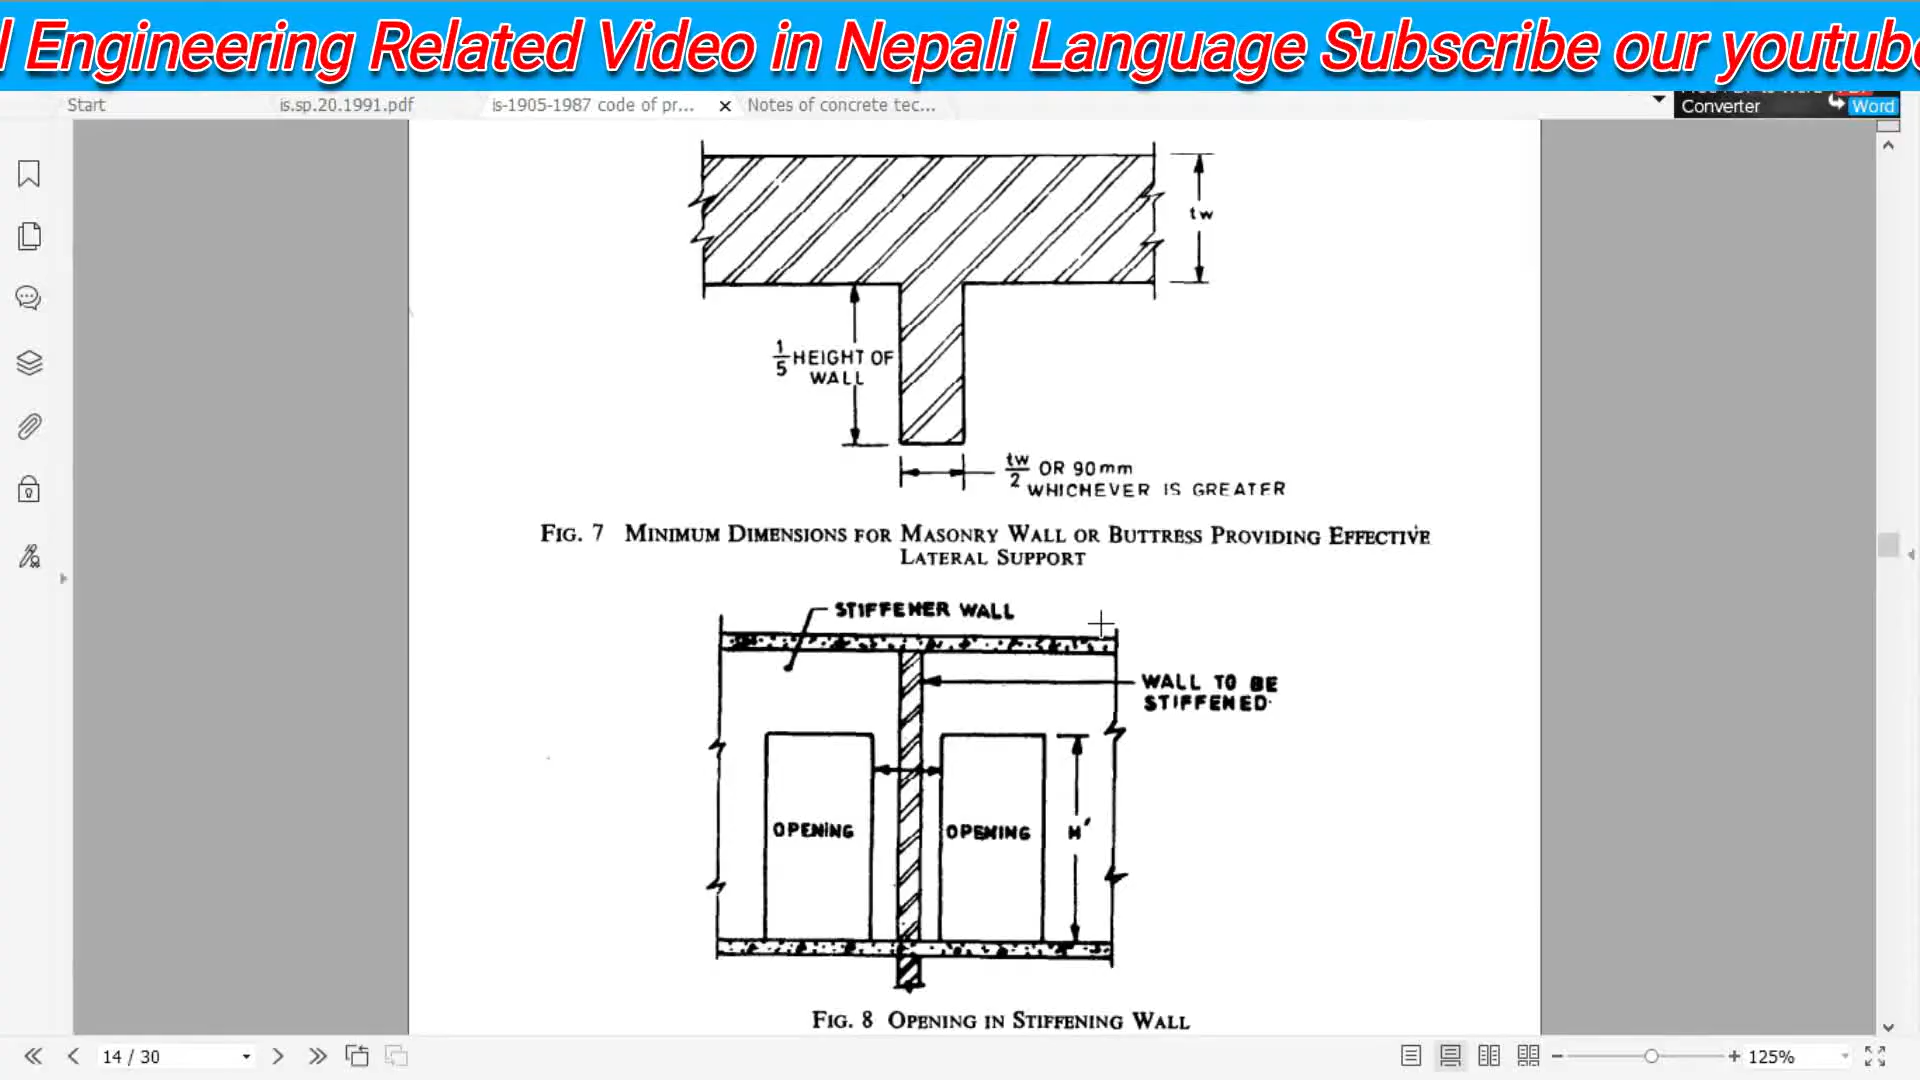 Engineering Related Video in Nepali Language Subscribe our youtube
Start
is.sp.20.1991.pdf
is-1905-1987 code of pr...
Notes of concrete tec...
Converter
Word
tw
1/5 HEIGHT OF
WALL
tw/2 OR 90mm
WHICHEVER IS GREATER
FIG. 7 MINIMUM DIMENSIONS FOR MASONRY WALL OR BUTTRESS PROVIDING EFFECTIVE
LATERAL SUPPORT
STIFFENER WALL
WALL TO BE
STIFFENED
OPENING
OPENING
H'
FIG. 8 OPENING IN STIFFENING WALL
14 / 30
125%